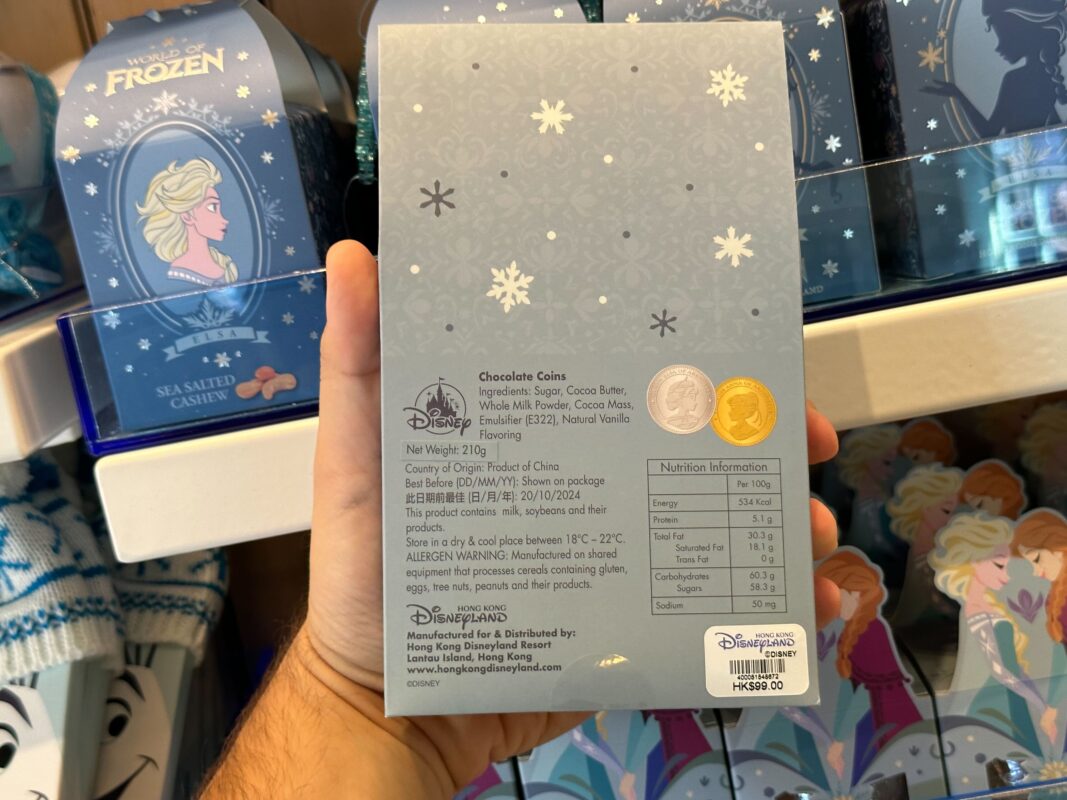 WORLD OF
FROZEN
ELSA
SEA SALTED
CASHEW
Disney
Chocolate Coins
Ingredients: Sugar, Cocoa Butter,
Whole Milk Powder, Cocoa Mass,
Emulsifier (E322), Natural Vanilla
Flavoring
Net Weight: 210g
Country of Origin: Product of China
Best Before (DD/MM/YY): Shown on package
此日期前最佳 (日/月/年): 20/10/2024
This product contains milk, soybeans and their
products.
Store in a dry & cool place between 18°C – 22°C.
ALLERGEN WARNING: Manufactured on shared
equipment that processes cereals containing gluten,
eggs, tree nuts, peanuts and their products.
HONG KONG
DISNEYLAND
Manufactured for & Distributed by:
Hong Kong Disneyland Resort
Lantau Island, Hong Kong
www.hongkongdisneyland.com
©DISNEY
Nutrition Information
Per 100g
Energy 534 Kcal
Protein 5.1 g
Total Fat 30.3 g
Saturated Fat 18.1 g
Trans Fat 0 g
Carbohydrates 60.3 g
Sugars 58.3 g
Sodium 50 mg
HONG KONG
DISNEYLAND
©DISNEY
HK$99.00